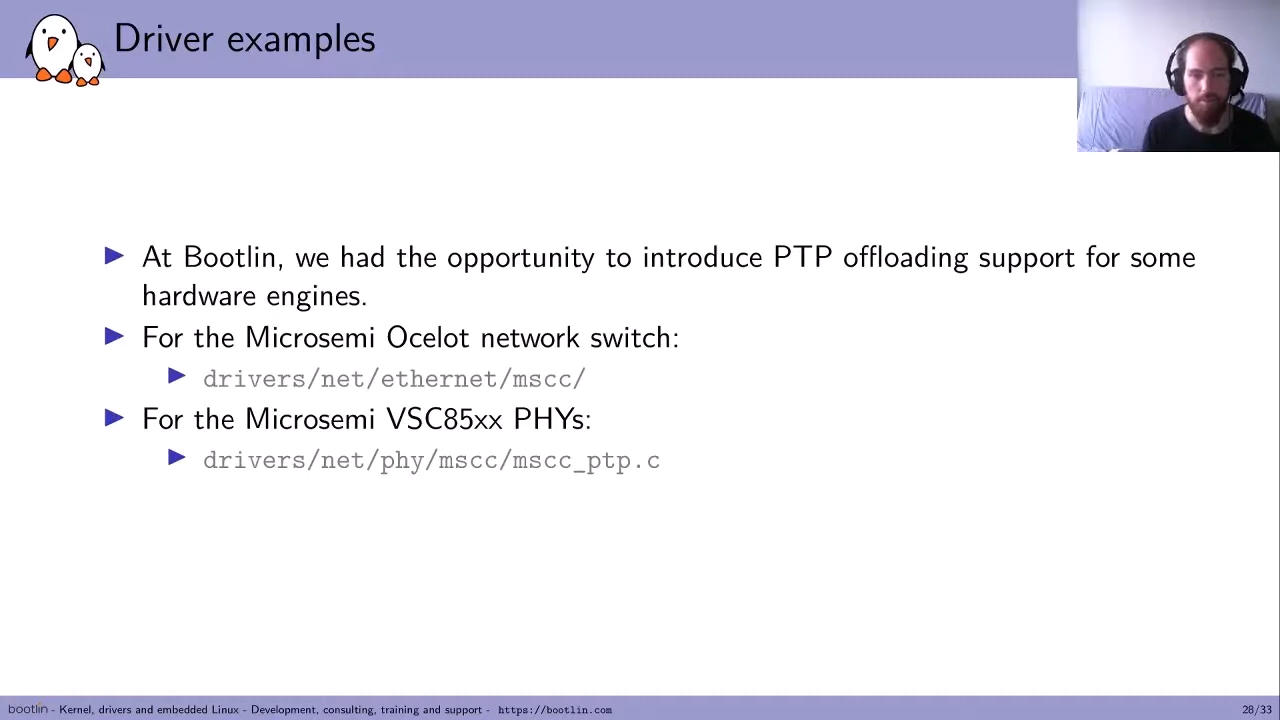 Driver examples
At Bootlin, we had the opportunity to introduce PTP offloading support for some
hardware engines.
For the Microsemi Ocelot network switch:
drivers/net/ethernet/mscc/
For the Microsemi VSC85xx PHYs:
drivers/net/phy/mscc/mscc_ptp.c
bootlin - Kernel, drivers and embedded Linux - Development, consulting, training and support - https://bootlin.com 28/33